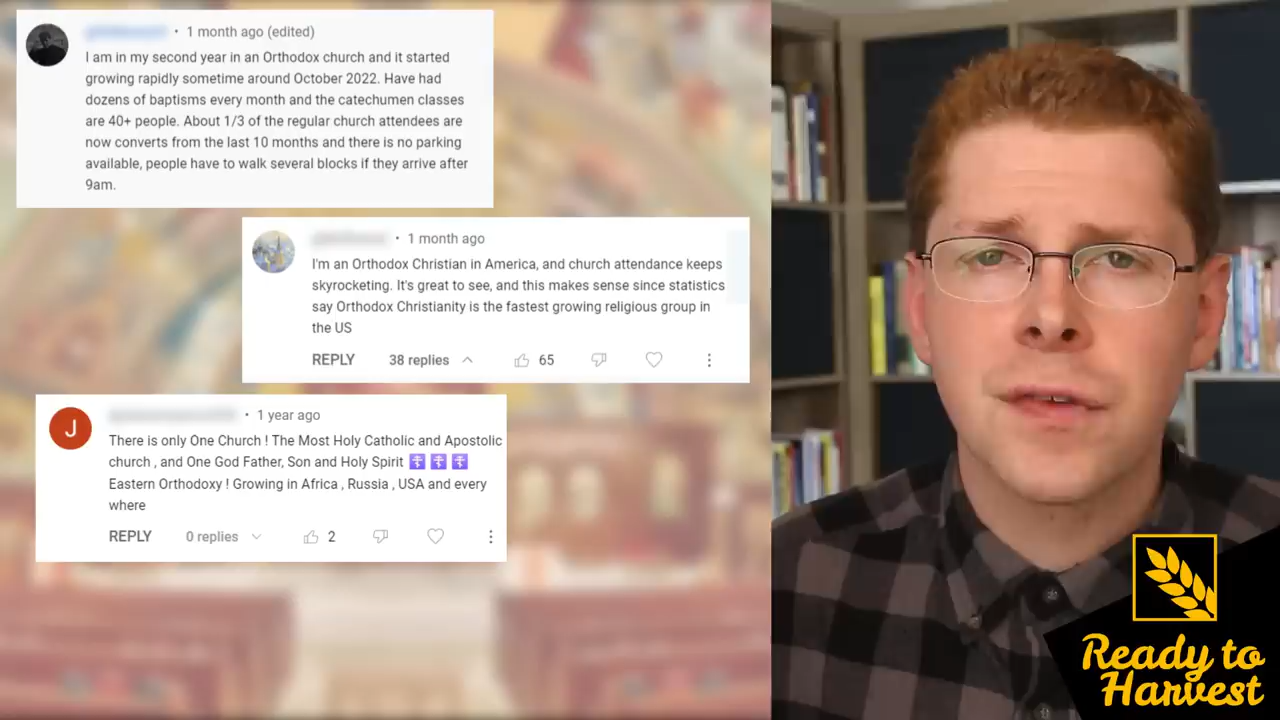 • 1 month ago (edited)
I am in my second year in an Orthodox church and it started
growing rapidly sometime around October 2022. Have had
dozens of baptisms every month and the catechumen classes
are 40+ people. About 1/3 of the regular church attendees are
now converts from the last 10 months and there is no parking
available, people have to walk several blocks if they arrive after
9am.
• 1 month ago
I'm an Orthodox Christian in America, and church attendance keeps
skyrocketing. It's great to see, and this makes sense since statistics
say Orthodox Christianity is the fastest growing religious group in
the US
REPLY 38 replies 65
J • 1 year ago
There is only One Church ! The Most Holy Catholic and Apostolic
church , and One God Father, Son and Holy Spirit ☦️ ☦️ ☦️
Eastern Orthodoxy ! Growing in Africa , Russia , USA and every
where
REPLY 0 replies 2
Ready to
Harvest